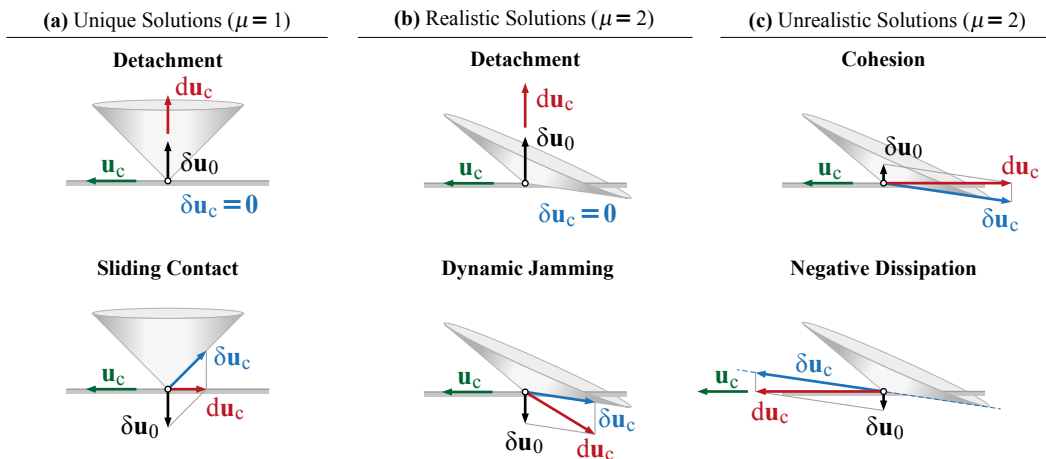 (a) Unique Solutions (μ = 1)
Detachment
du_c
u_c
δu_0
δu_c = 0
Sliding Contact
u_c
δu_c
du_c
δu_0
(b) Realistic Solutions (μ = 2)
Detachment
du_c
δu_0
u_c
δu_c = 0
Dynamic Jamming
u_c
δu_c
δu_0
du_c
(c) Unrealistic Solutions (μ = 2)
Cohesion
δu_0
du_c
u_c
δu_c
Negative Dissipation
δu_c
u_c
du_c
δu_0